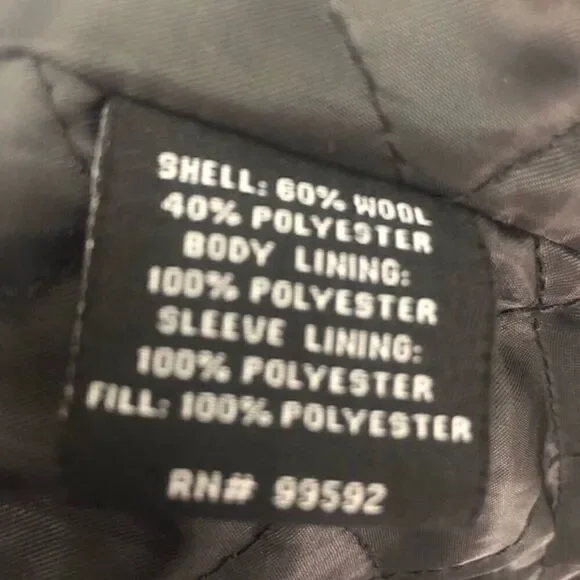 SHELL: 60% WOOL
40% POLYESTER
BODY LINING:
100% POLYESTER
SLEEVE LINING:
100% POLYESTER
FILL: 100% POLYESTER
RN# 99592